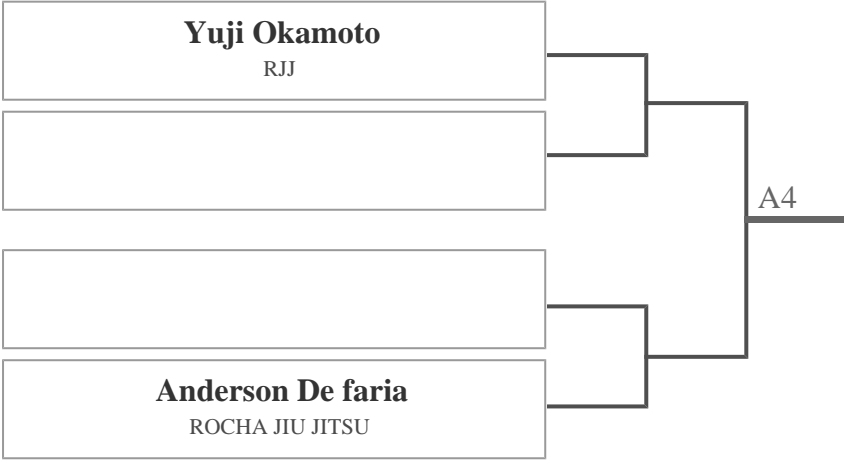 Yuji Okamoto
RJJ
A4
Anderson De faria
ROCHA JIU JITSU